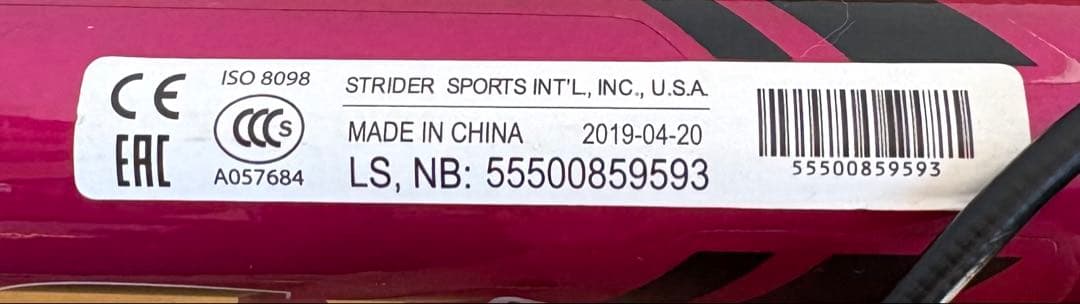 CE
EAC
ISO 8098
CCC S
A057684
STRIDER SPORTS INT'L., INC., U.S.A.
MADE IN CHINA 2019-04-20
LS, NB: 55500859593
55500859593